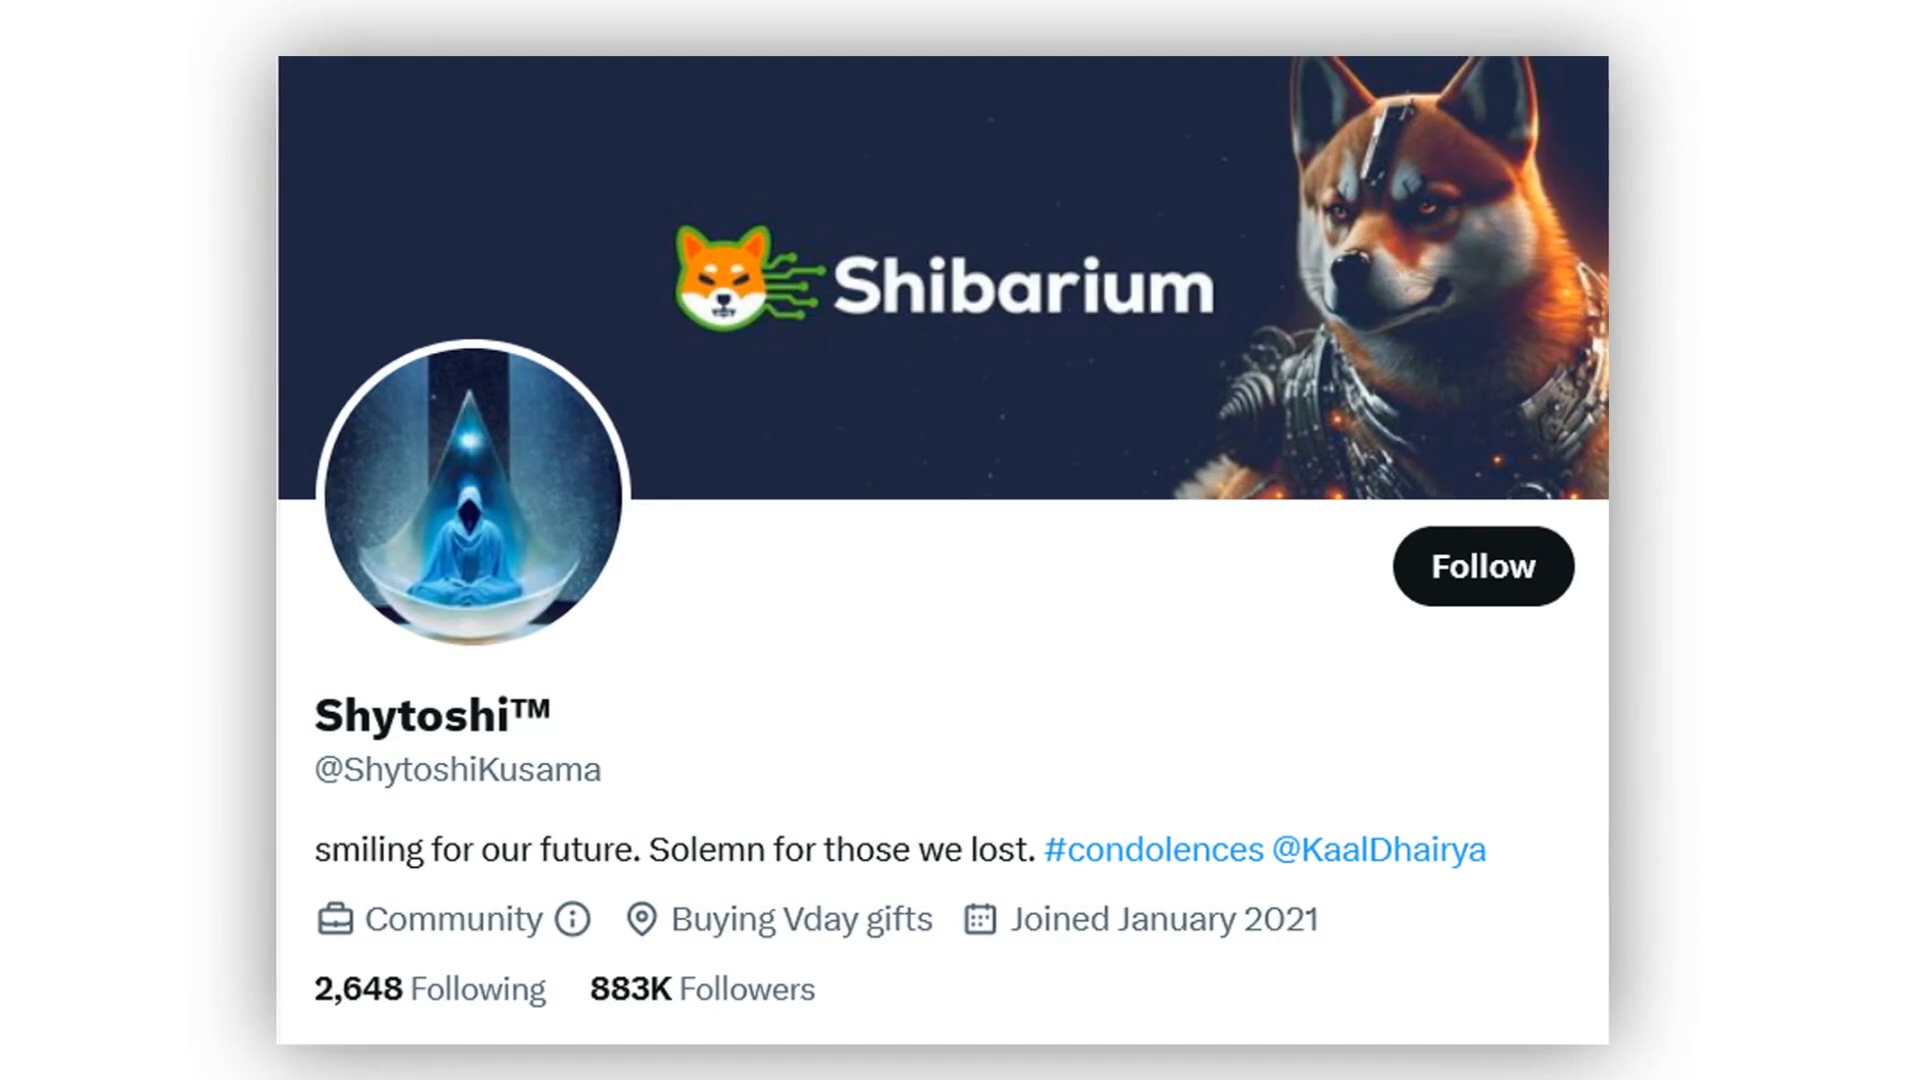 Shibarium
Follow
Shytoshi™
@ShytoshiKusama
smiling for our future. Solemn for those we lost. #condolences @KaalDhairya
Community Buying Vday gifts Joined January 2021
2,648 Following 883K Followers